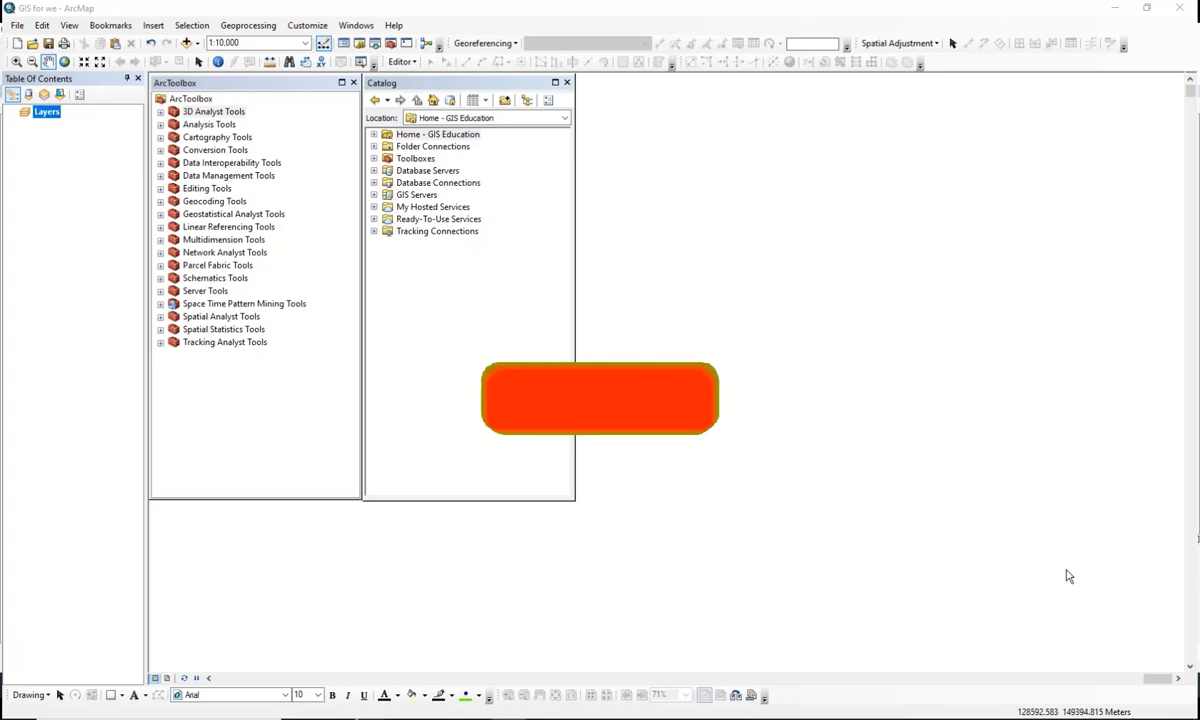 GIS for we - ArcMap
File Edit View Bookmarks Insert Selection Geoprocessing Customize Windows Help
1:10,000 Georeferencing Spatial Adjustment
Editor
Table Of Contents
Layers
ArcToolbox
ArcToolbox
3D Analyst Tools
Analysis Tools
Cartography Tools
Conversion Tools
Data Interoperability Tools
Data Management Tools
Editing Tools
Geocoding Tools
Geostatistical Analyst Tools
Linear Referencing Tools
Multidimension Tools
Network Analyst Tools
Parcel Fabric Tools
Schematics Tools
Server Tools
Space Time Pattern Mining Tools
Spatial Analyst Tools
Spatial Statistics Tools
Tracking Analyst Tools
Catalog
Location: Home - GIS Education
Home - GIS Education
Folder Connections
Toolboxes
Database Servers
Database Connections
GIS Servers
My Hosted Services
Ready-To-Use Services
Tracking Connections
Drawing A Arial 10 B I U A 71%
128592.583 149394.815 Meters